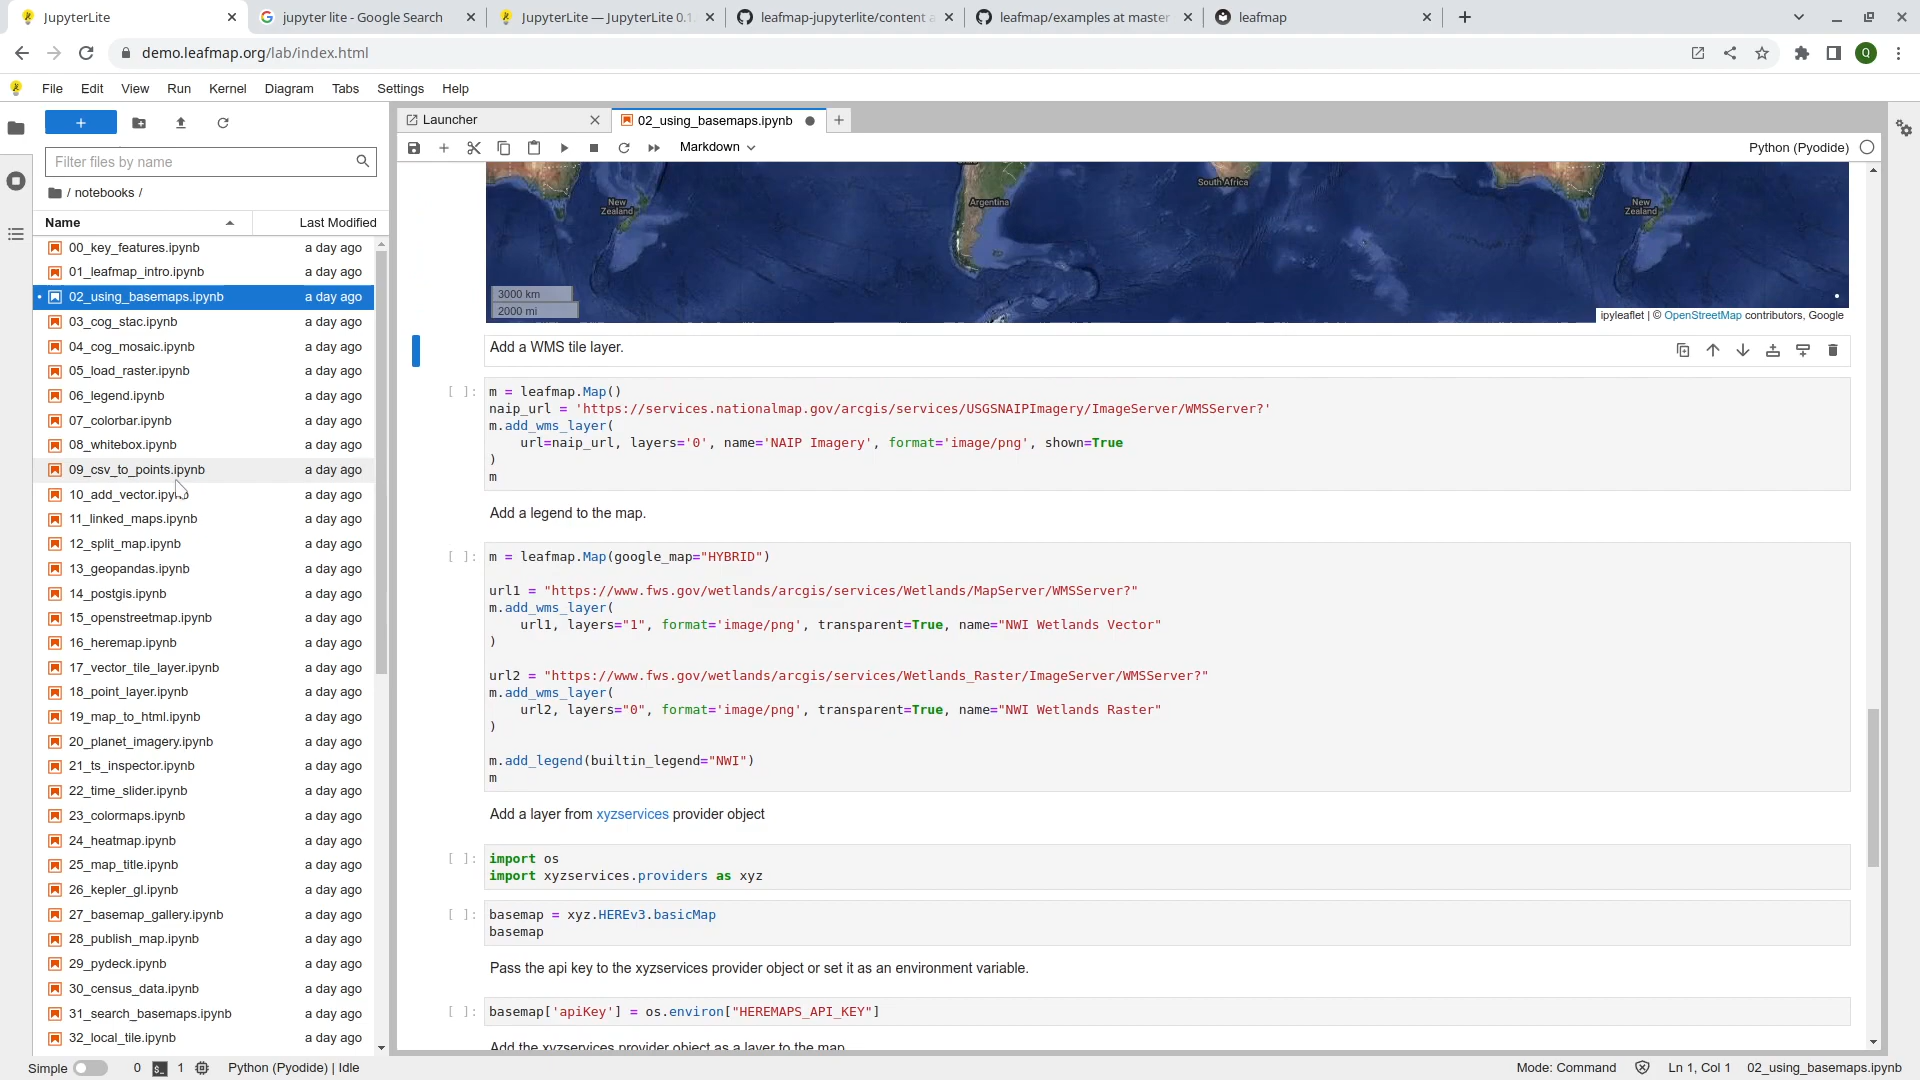 JupyterLite
jupyter lite - Google Search
JupyterLite — JupyterLite 0.1.
leafmap-jupyterlite/content a
leafmap/examples at master
leafmap
demo.leafmap.org/lab/index.html
Q
File Edit View Run Kernel Diagram Tabs Settings Help
Filter files by name
/ notebooks /
Name Last Modified
00_key_features.ipynb a day ago
01_leafmap_intro.ipynb a day ago
02_using_basemaps.ipynb a day ago
03_cog_stac.ipynb a day ago
04_cog_mosaic.ipynb a day ago
05_load_raster.ipynb a day ago
06_legend.ipynb a day ago
07_colorbar.ipynb a day ago
08_whitebox.ipynb a day ago
09_csv_to_points.ipynb a day ago
10_add_vector.ipynb a day ago
11_linked_maps.ipynb a day ago
12_split_map.ipynb a day ago
13_geopandas.ipynb a day ago
14_postgis.ipynb a day ago
15_openstreetmap.ipynb a day ago
16_heremap.ipynb a day ago
17_vector_tile_layer.ipynb a day ago
18_point_layer.ipynb a day ago
19_map_to_html.ipynb a day ago
20_planet_imagery.ipynb a day ago
21_ts_inspector.ipynb a day ago
22_time_slider.ipynb a day ago
23_colormaps.ipynb a day ago
24_heatmap.ipynb a day ago
25_map_title.ipynb a day ago
26_kepler_gl.ipynb a day ago
27_basemap_gallery.ipynb a day ago
28_publish_map.ipynb a day ago
29_pydeck.ipynb a day ago
30_census_data.ipynb a day ago
31_search_basemaps.ipynb a day ago
32_local_tile.ipynb a day ago
Launcher
02_using_basemaps.ipynb
Markdown
Python (Pyodide)
New
Zealand
Argentina
South Africa
New
Zealand
3000 km
2000 mi
ipyleaflet | © OpenStreetMap contributors, Google
Add a WMS tile layer.
[ ]: m = leafmap.Map()
naip_url = 'https://services.nationalmap.gov/arcgis/services/USGSNAIPImagery/ImageServer/WMSServer?'
m.add_wms_layer(
url=naip_url, layers='0', name='NAIP Imagery', format='image/png', shown=True
)
m
Add a legend to the map.
[ ]: m = leafmap.Map(google_map="HYBRID")
url1 = "https://www.fws.gov/wetlands/arcgis/services/Wetlands/MapServer/WMSServer?"
m.add_wms_layer(
url1, layers="1", format='image/png', transparent=True, name="NWI Wetlands Vector"
)
url2 = "https://www.fws.gov/wetlands/arcgis/services/Wetlands_Raster/ImageServer/WMSServer?"
m.add_wms_layer(
url2, layers="0", format='image/png', transparent=True, name="NWI Wetlands Raster"
)
m.add_legend(builtin_legend="NWI")
m
Add a layer from xyzservices provider object
[ ]: import os
import xyzservices.providers as xyz
[ ]: basemap = xyz.HEREv3.basicMap
basemap
Pass the api key to the xyzservices provider object or set it as an environment variable.
[ ]: basemap['apiKey'] = os.environ["HEREMAPS_API_KEY"]
Add the xyzservices provider object as a layer to the map.
Simple 0 1 Python (Pyodide) | Idle
Mode: Command Ln 1, Col 1 02_using_basemaps.ipynb